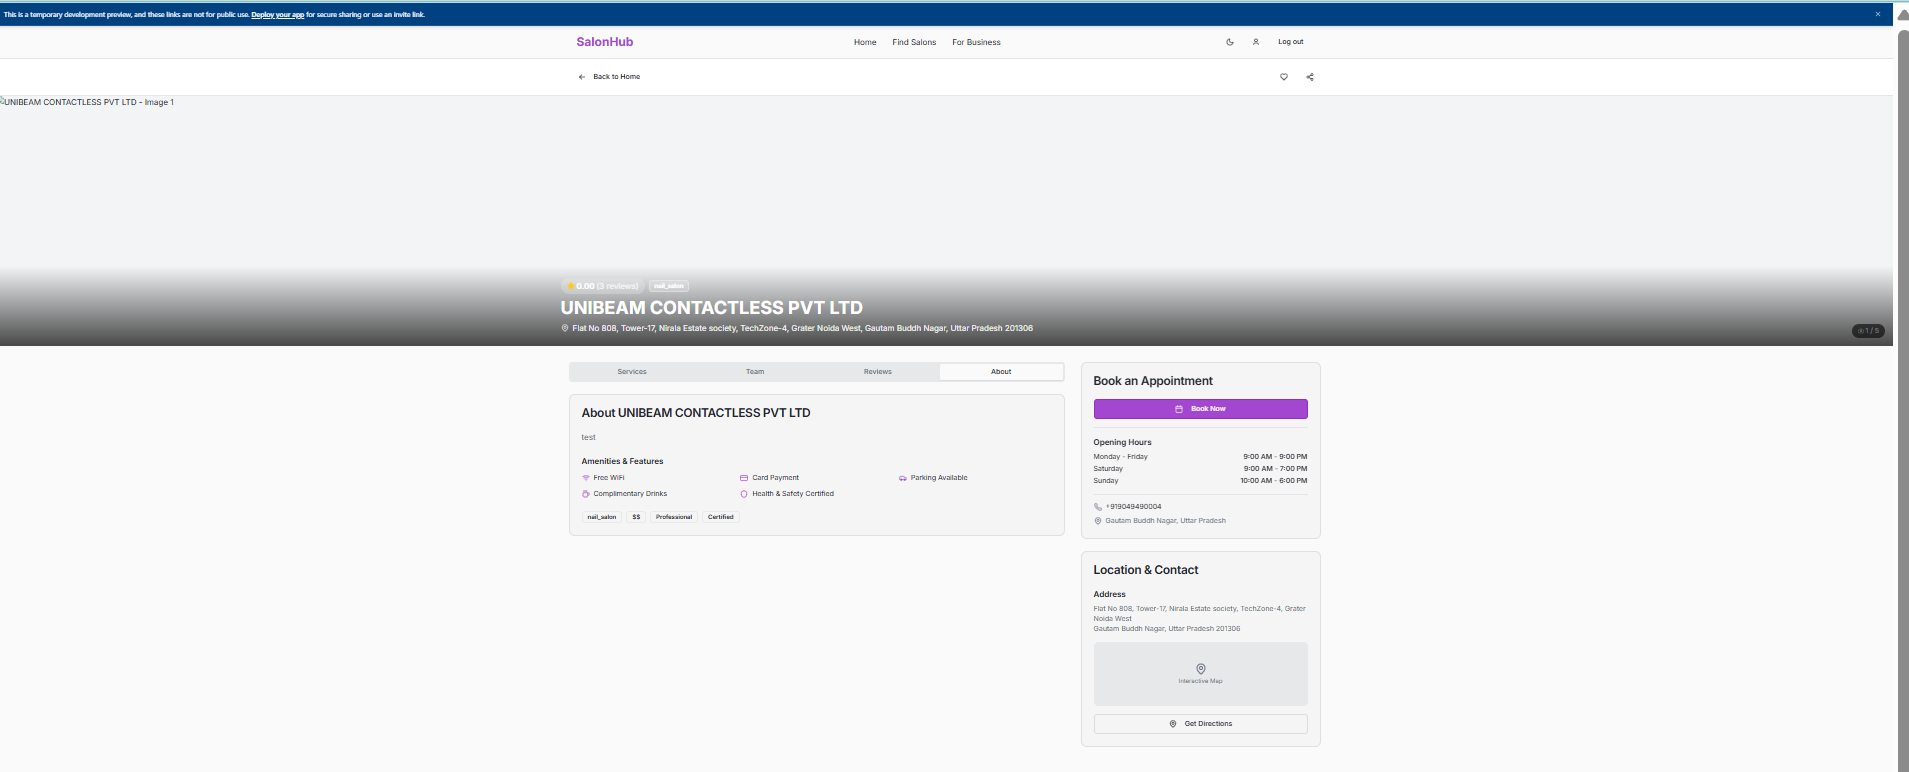 This is a temporary development preview, and these links are not for public use. Deploy your app for secure sharing or use an invite link.
SalonHub
Home
Find Salons
For Business
Log out
Back to Home
UNIBEAM CONTACTLESS PVT LTD - Image 1
0.00 (3 reviews)
nail_salon
UNIBEAM CONTACTLESS PVT LTD
Flat No 808, Tower-17, Nirala Estate society, TechZone-4, Grater Noida West, Gautam Buddh Nagar, Uttar Pradesh 201306
1 / 5
Services
Team
Reviews
About
About UNIBEAM CONTACTLESS PVT LTD
test
Amenities & Features
Free WiFi
Card Payment
Parking Available
Complimentary Drinks
Health & Safety Certified
nail_salon
$$
Professional
Certified
Book an Appointment
Book Now
Opening Hours
Monday - Friday 9:00 AM - 9:00 PM
Saturday 9:00 AM - 7:00 PM
Sunday 10:00 AM - 6:00 PM
+919049490004
Gautam Buddh Nagar, Uttar Pradesh
Location & Contact
Address
Flat No 808, Tower-17, Nirala Estate society, TechZone-4, Grater
Noida West
Gautam Buddh Nagar, Uttar Pradesh 201306
Interactive Map
Get Directions